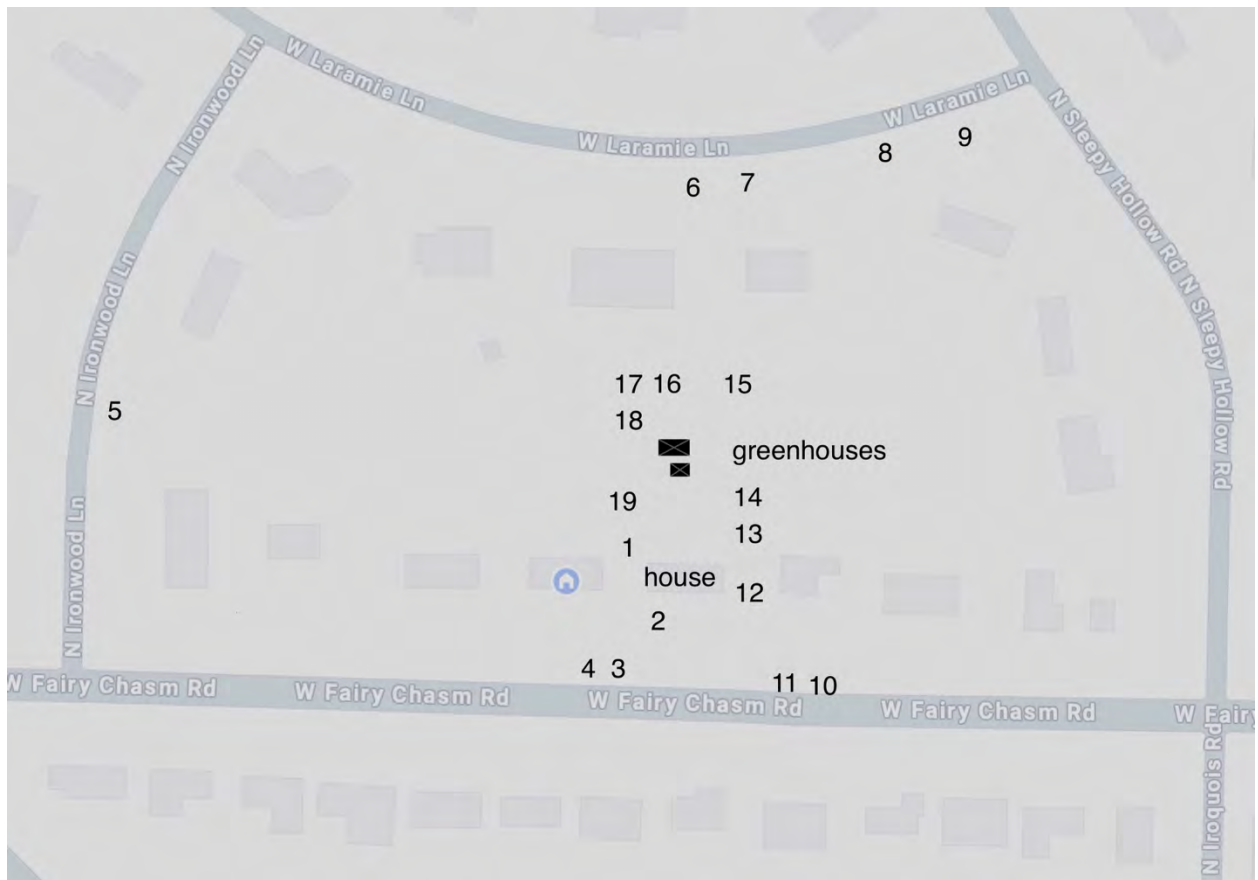 W Laramie Ln
W Laramie Ln
W Laramie Ln
N Ironwood Ln
N Ironwood Ln
N Ironwood Ln
N Sleepy Hollow Rd
N Sleepy Hollow Rd
9
8
7
6
17 16 15
5
18
greenhouses
19
14
13
1
house
12
2
4 3
11 10
W Fairy Chasm Rd
W Fairy Chasm Rd
W Fairy Chasm Rd
W Fairy Chasm Rd
W Fairy
N Iroquois Rd